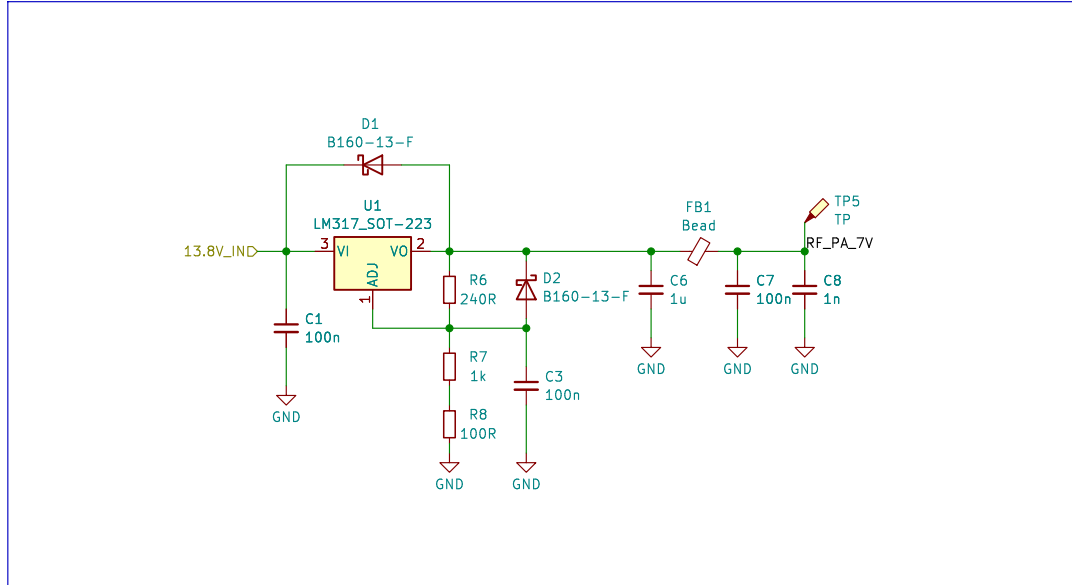 D1
B160-13-F
U1
LM317_SOT-223
13.8V_IN
3
VI
VO
2
ADJ
1
C1
100n
GND
R6
240R
D2
B160-13-F
R7
1k
R8
100R
GND
C3
100n
GND
FB1
Bead
C6
1u
GND
C7
100n
GND
C8
1n
GND
TP5
TP
RF_PA_7V